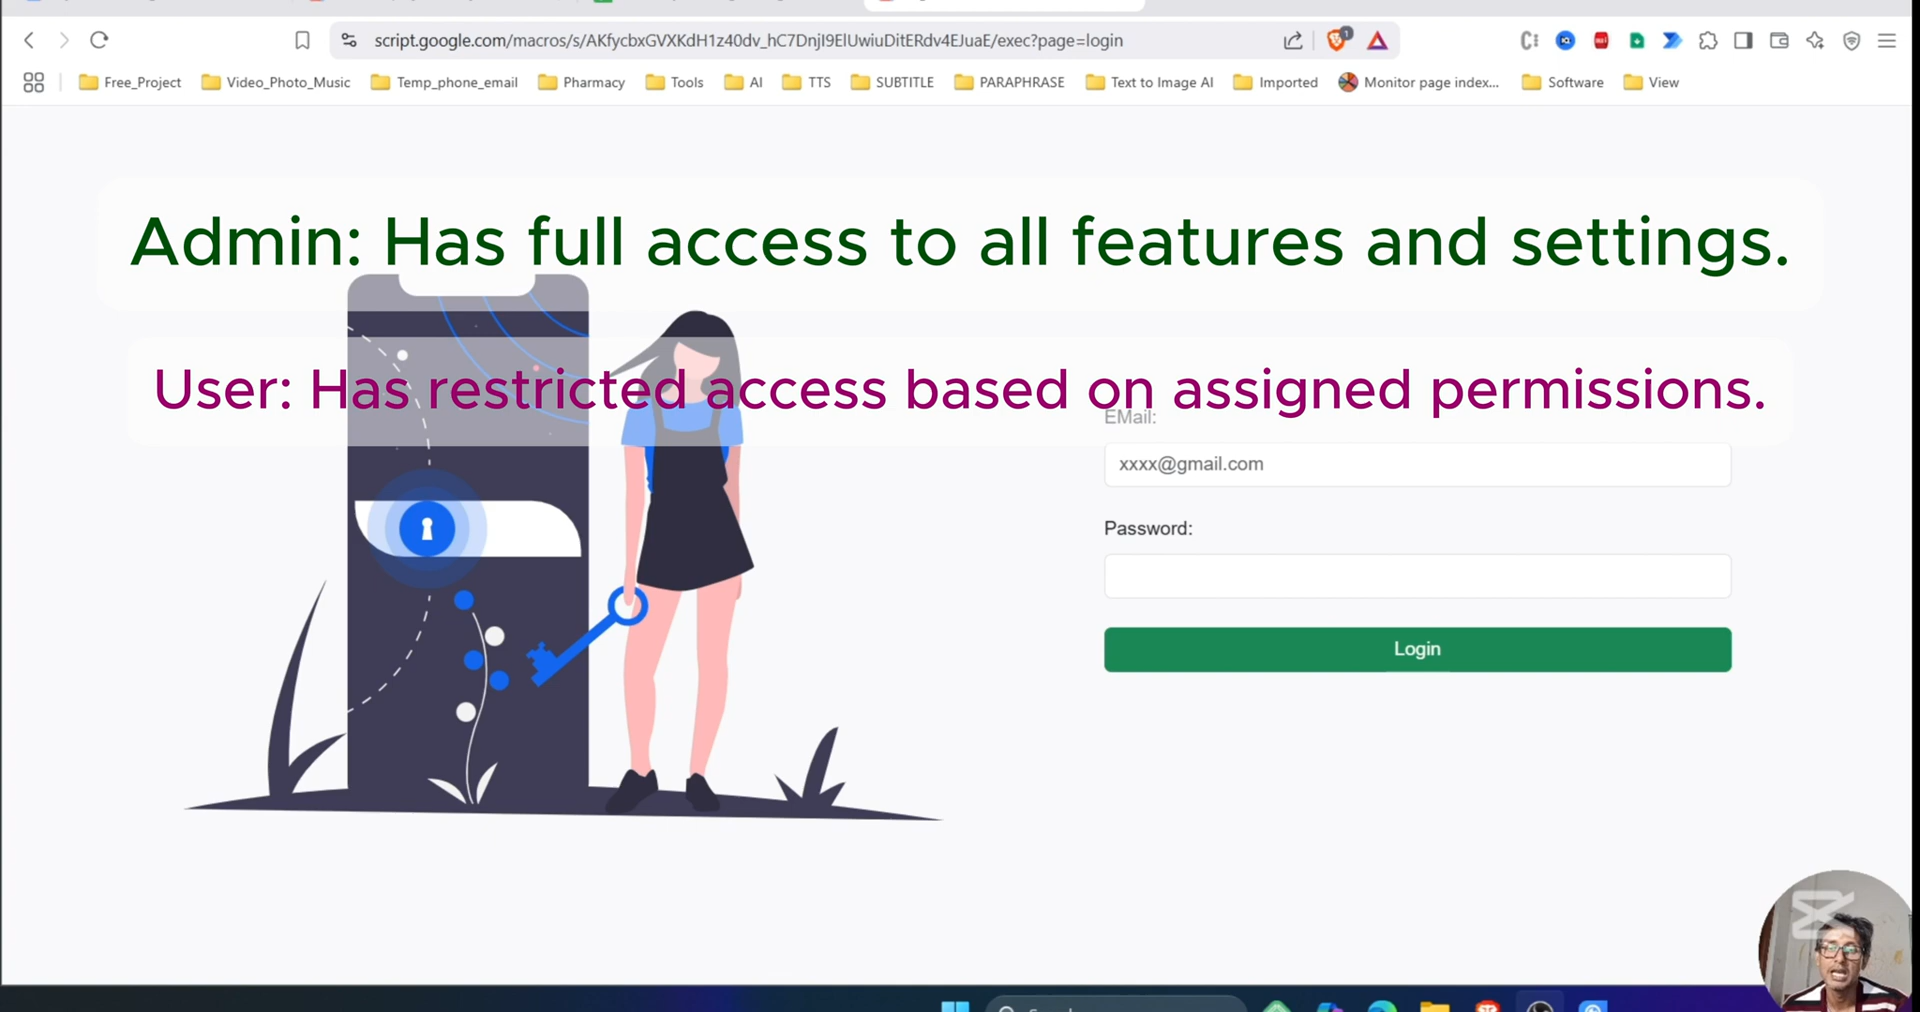 script.google.com/macros/s/AKfycbxGVXKdH1z40dv_hC7DnjI9ElUwiuDitERdv4EJuaE/exec?page=login
1
Free_Project
Video_Photo_Music
Temp_phone_email
Pharmacy
Tools
AI
TTS
SUBTITLE
PARAPHRASE
Text to Image AI
Imported
Monitor page index...
Software
View
Admin: Has full access to all features and settings.
User: Has restricted access based on assigned permissions.
EMail:
xxxx@gmail.com
Password:
Login